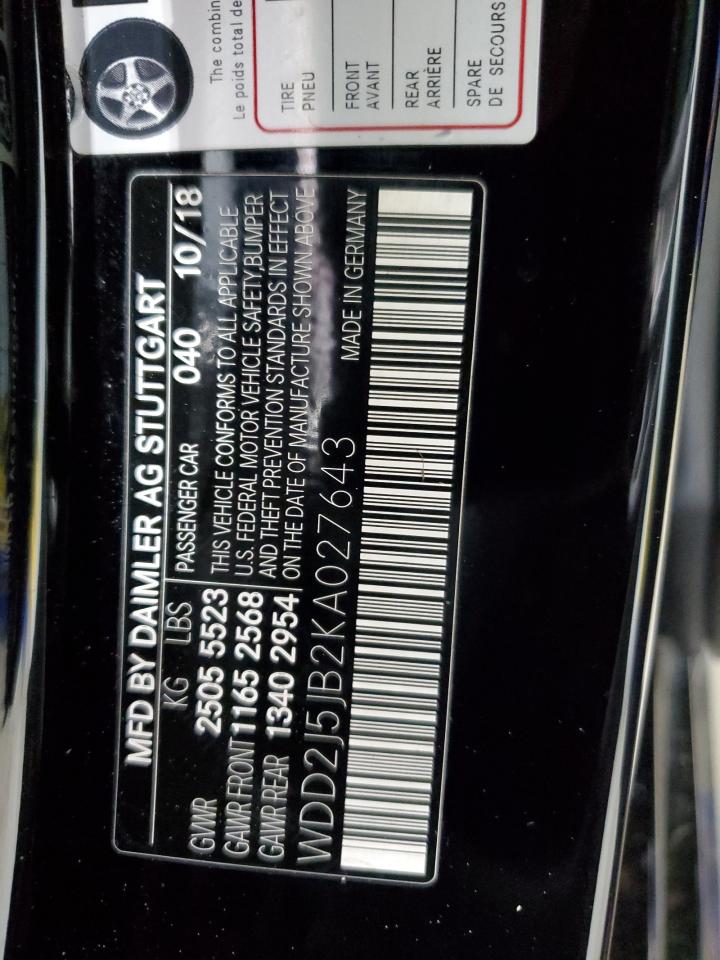 The combin
Le poids total de
TIRE
PNEU
FRONT
AVANT
REAR
ARRIÈRE
SPARE
DE SECOURS
MFD BY DAIMLER AG STUTTGART
KG LBS PASSENGER CAR 040 10/18
GVWR 2505 5523
GAWR FRONT 1165 2568
GAWR REAR 1340 2954
THIS VEHICLE CONFORMS TO ALL APPLICABLE
U.S. FEDERAL MOTOR VEHICLE SAFETY, BUMPER
AND THEFT PREVENTION STANDARDS IN EFFECT
ON THE DATE OF MANUFACTURE SHOWN ABOVE
WDD2J5JB2KA027643
MADE IN GERMANY